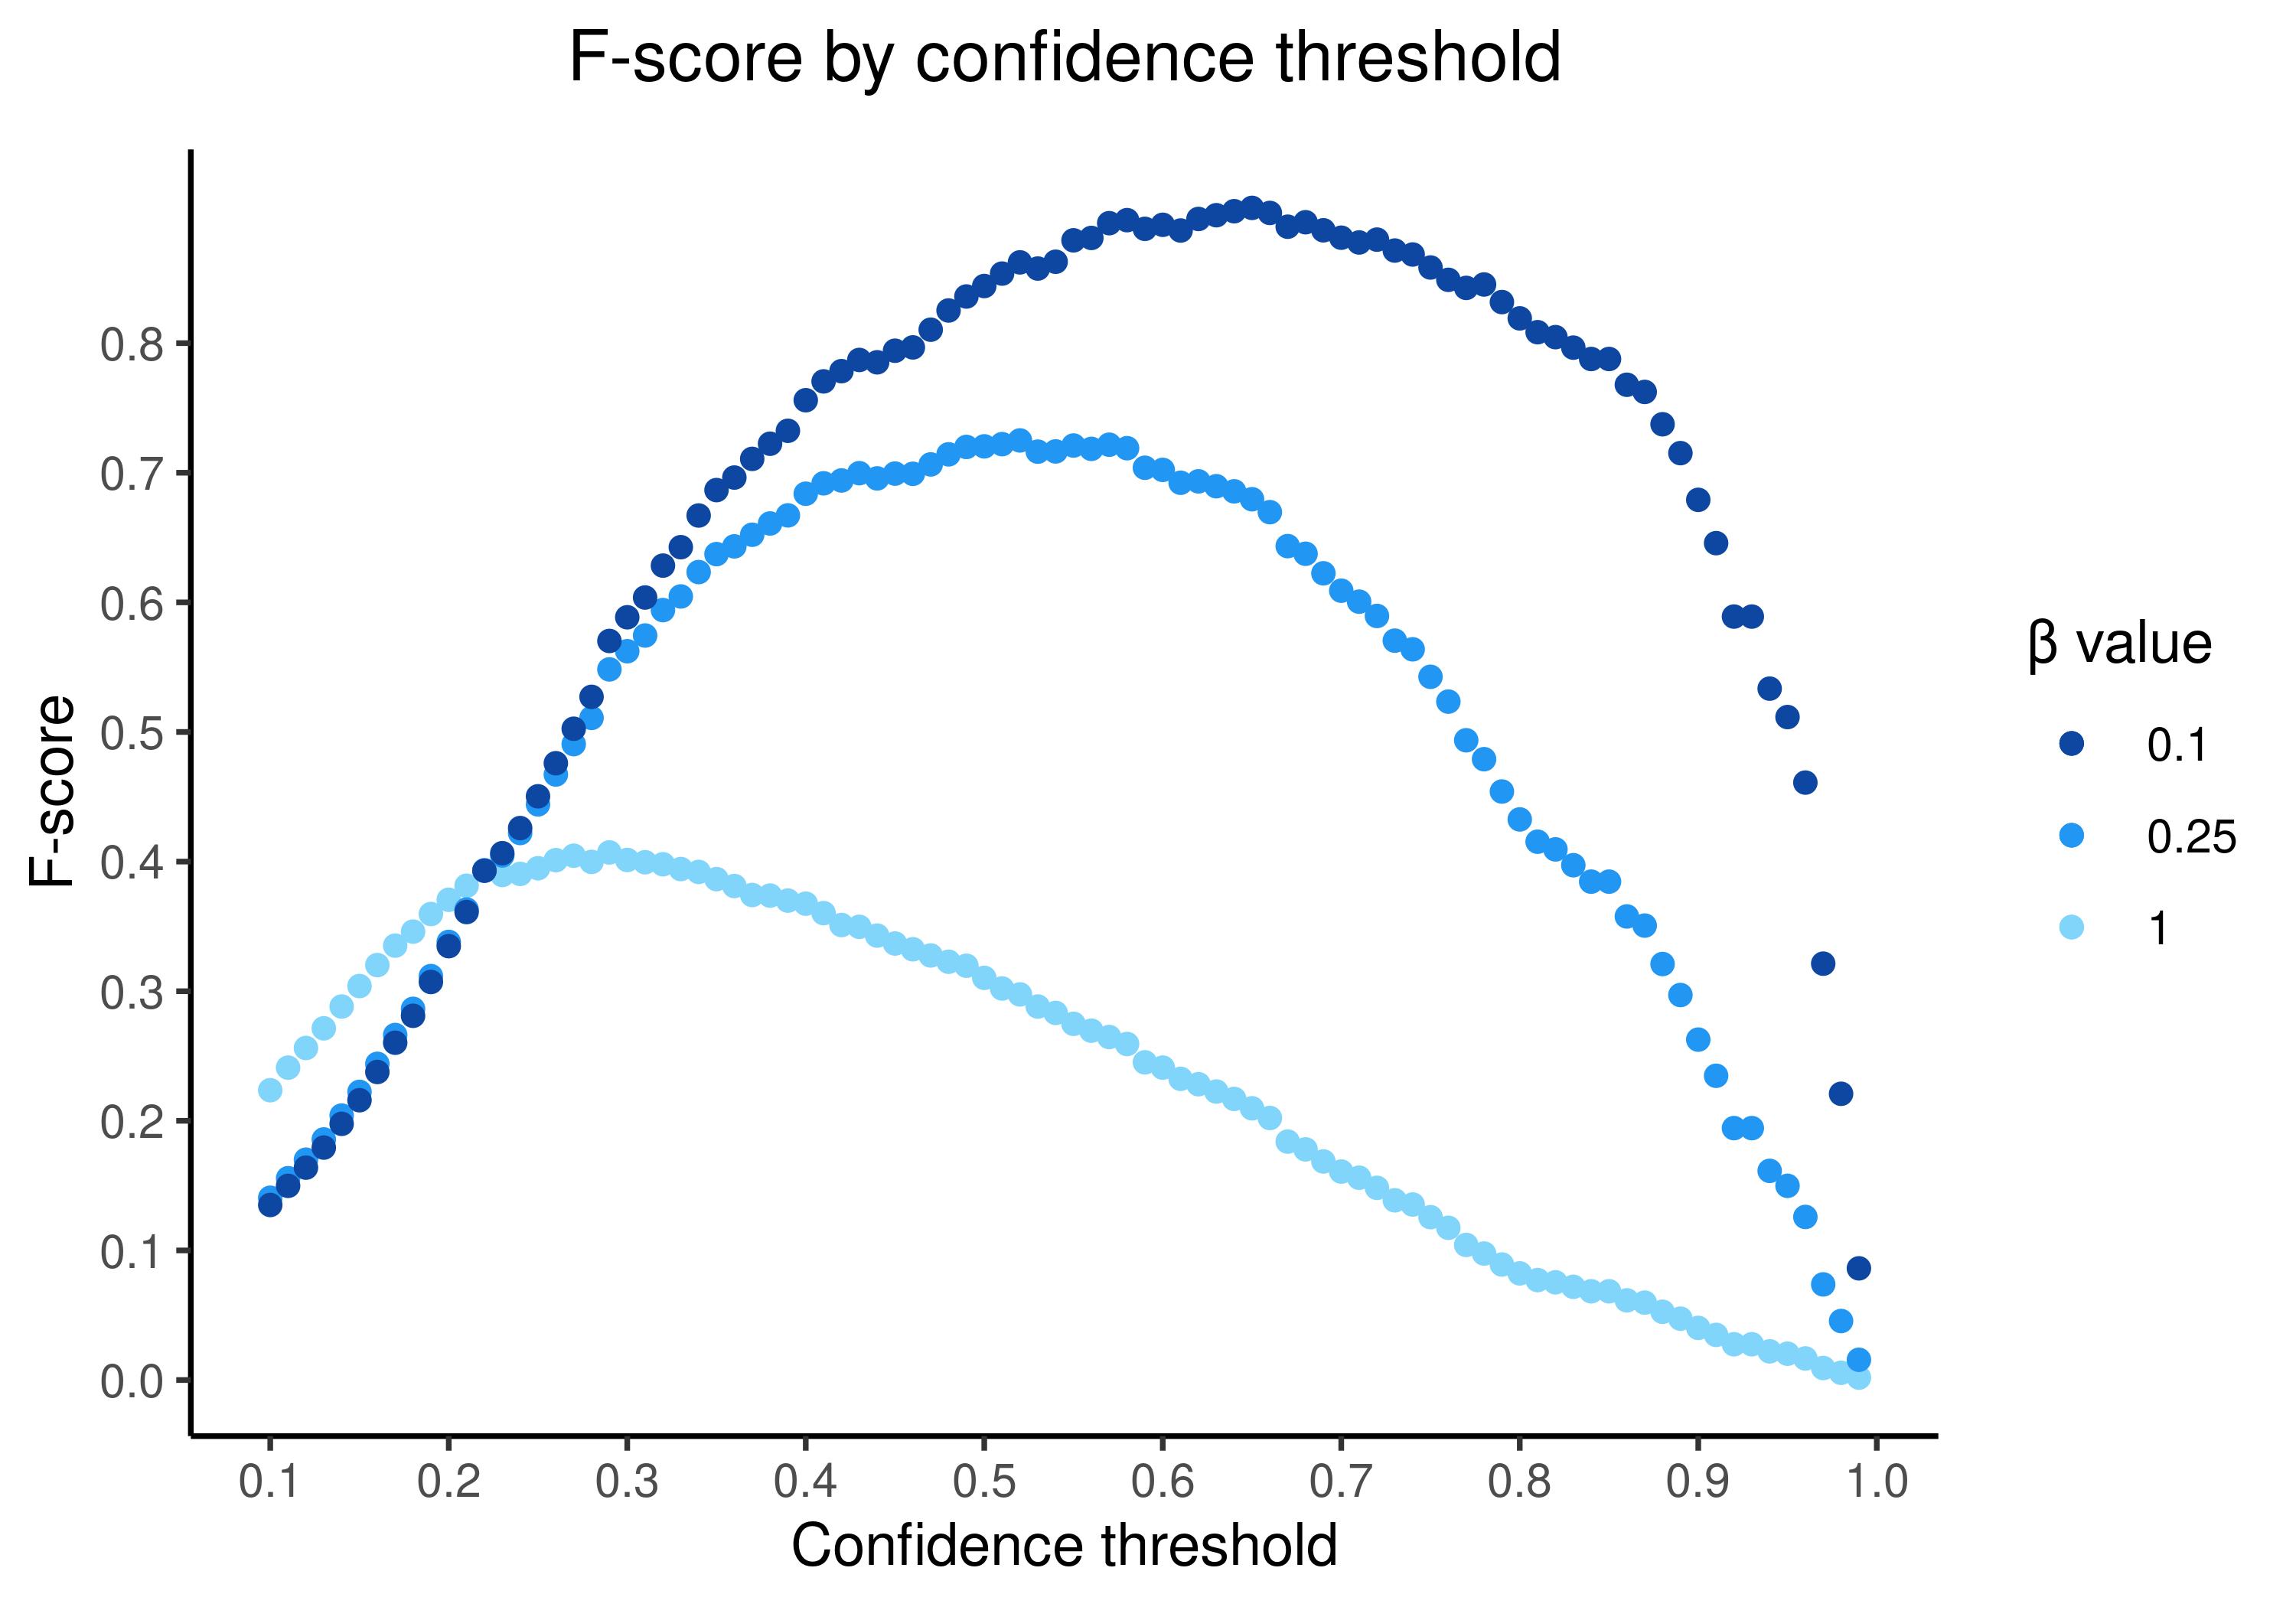 F-score by confidence threshold
F-score
0.8
0.7
0.6
0.5
0.4
0.3
0.2
0.1
0.0
0.1 0.2 0.3 0.4 0.5 0.6 0.7 0.8 0.9 1.0
Confidence threshold
β value
0.1
0.25
1